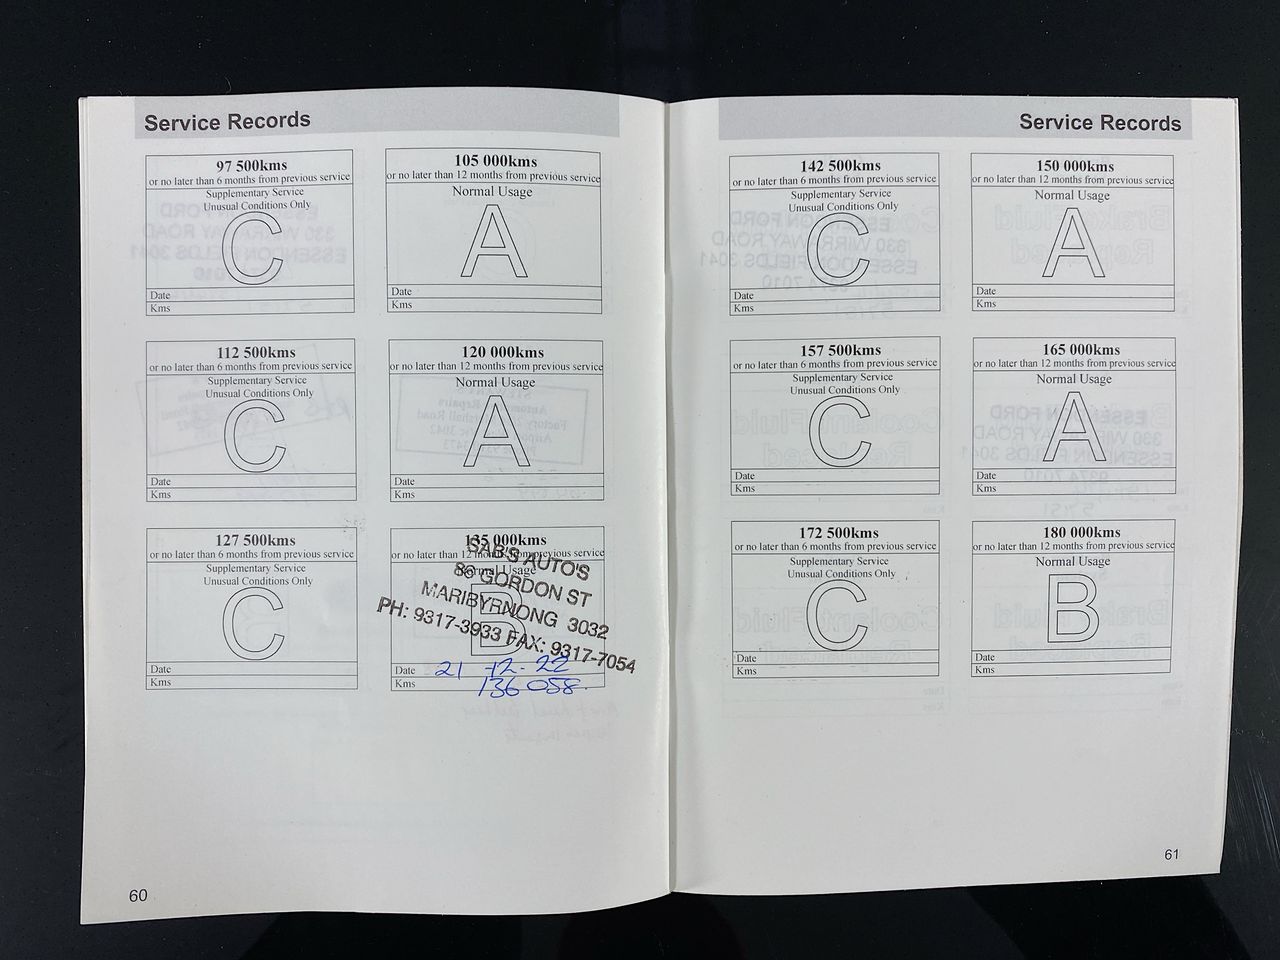 Service Records
97 500kms
or no later than 6 months from previous service
Supplementary Service
Unusual Conditions Only
C
Date
Kms
105 000kms
or no later than 12 months from previous service
Normal Usage
A
Date
Kms
112 500kms
or no later than 6 months from previous service
Supplementary Service
Unusual Conditions Only
C
Date
Kms
120 000kms
or no later than 12 months from previous service
Normal Usage
A
Date
Kms
127 500kms
or no later than 6 months from previous service
Supplementary Service
Unusual Conditions Only
C
Date
Kms
135 000kms
or no later than 12 months from previous service
Normal Usage
B
SAB'S AUTO'S
86 GORDON ST
MARIBYRNONG 3032
PH: 9317-3933 FAX: 9317-7054
Date 21-12-22
Kms 136 058.
60
Service Records
142 500kms
or no later than 6 months from previous service
Supplementary Service
Unusual Conditions Only
C
Date
Kms
150 000kms
or no later than 12 months from previous service
Normal Usage
A
Date
Kms
157 500kms
or no later than 6 months from previous service
Supplementary Service
Unusual Conditions Only
C
Date
Kms
165 000kms
or no later than 12 months from previous service
Normal Usage
A
Date
Kms
172 500kms
or no later than 6 months from previous service
Supplementary Service
Unusual Conditions Only
C
Date
Kms
180 000kms
or no later than 12 months from previous service
Normal Usage
B
Date
Kms
61